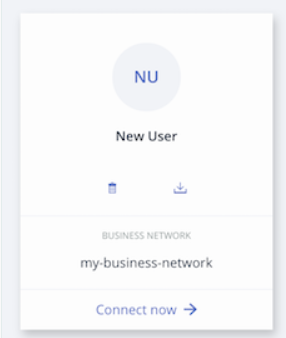 NU
New User
BUSINESS NETWORK
my-business-network
Connect now